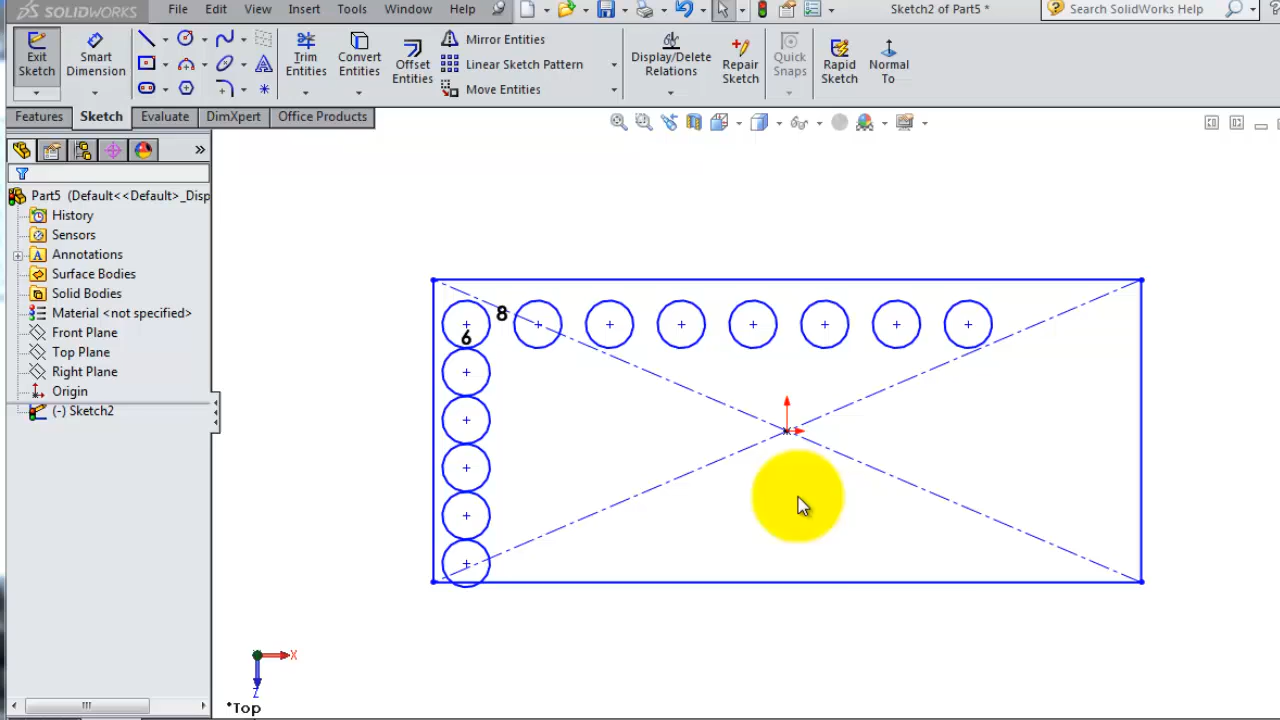 SOLIDWORKS File Edit View Insert Tools Window Help Sketch2 of Part5 * Search SolidWorks Help
Exit Sketch
Smart Dimension
Trim Entities
Convert Entities
Offset Entities
Mirror Entities
Linear Sketch Pattern
Move Entities
Display/Delete Relations
Repair Sketch
Quick Snaps
Rapid Sketch
Normal To
Features Sketch Evaluate DimXpert Office Products
Part5 (Default<<Default>_Disp
History
Sensors
Annotations
Surface Bodies
Solid Bodies
Material <not specified>
Front Plane
Top Plane
Right Plane
Origin
(-) Sketch2
8
6
X
Z
*Top